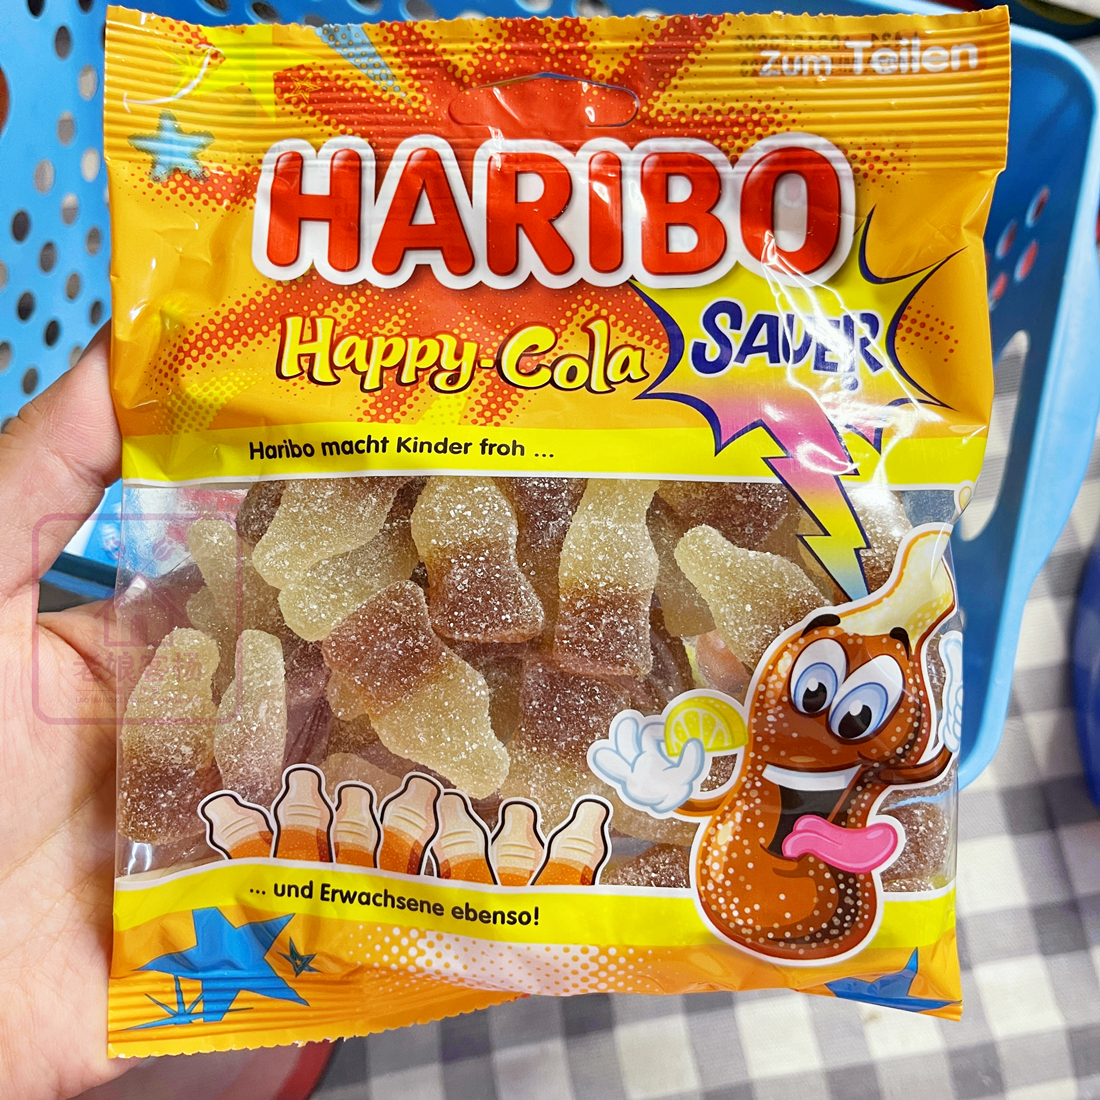 Zum Teilen
HARIBO
Happy-Cola
SAUER
Haribo macht Kinder froh ...
... und Erwachsene ebenso!